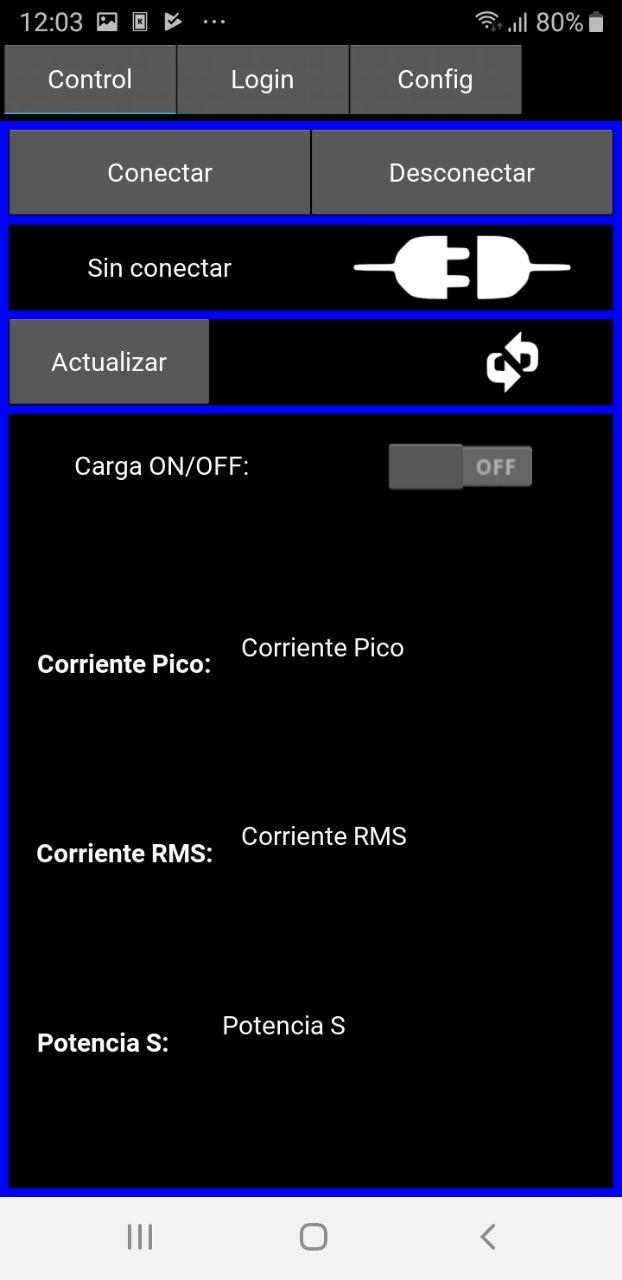 12:03 80%
Control Login Config
Conectar Desconectar
Sin conectar
Actualizar
Carga ON/OFF: OFF
Corriente Pico: Corriente Pico
Corriente RMS: Corriente RMS
Potencia S: Potencia S